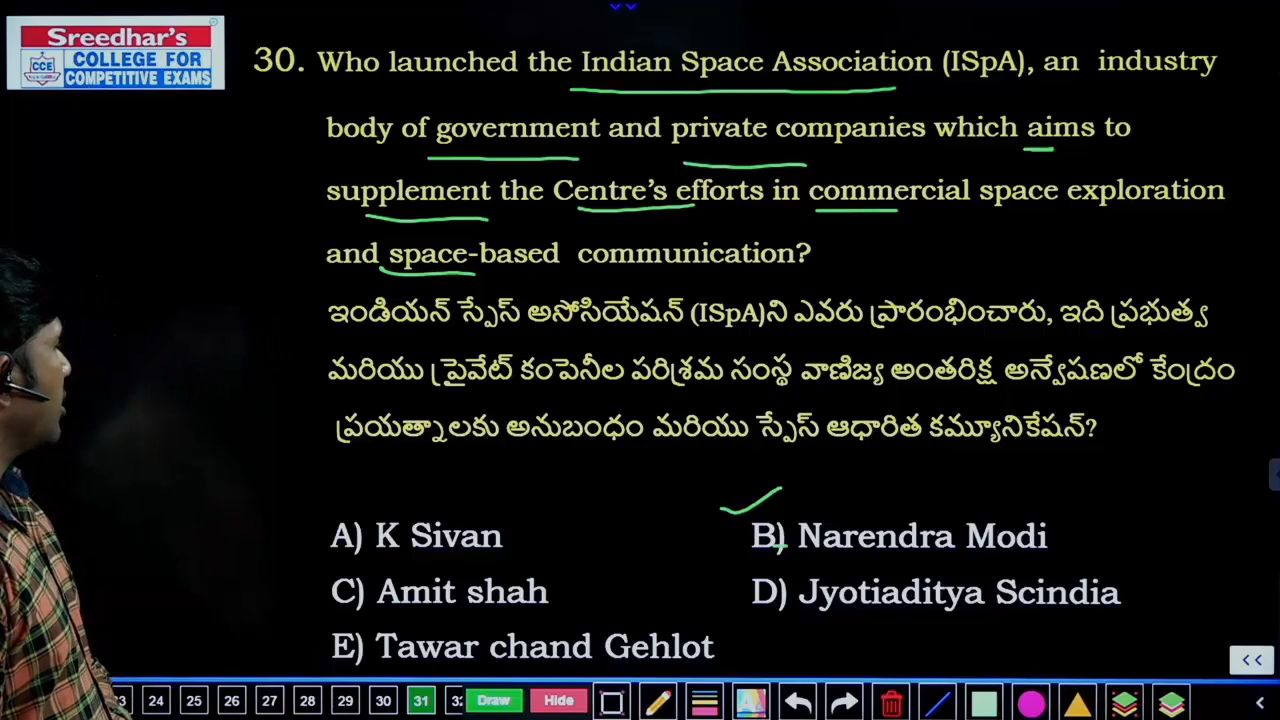 Sreedhar's
CCE
COLLEGE FOR
COMPETITIVE EXAMS
30. Who launched the Indian Space Association (ISpA), an industry
body of government and private companies which aims to
supplement the Centre's efforts in commercial space exploration
and space-based communication?
ఇండియన్ స్పేస్ అసోసియేషన్ (ISpA)ని ఎవరు ప్రారంభించారు, ఇది ప్రభుత్వ
మరియు ప్రైవేట్ కంపెనీల పరిశ్రమ సంస్థ వాణిజ్య అంతరిక్ష అన్వేషణలో కేంద్రం
ప్రయత్నాలకు అనుబంధం మరియు స్పేస్ ఆధారిత కమ్యూనికేషన్?
A) K Sivan B) Narendra Modi
C) Amit shah D) Jyotiaditya Scindia
E) Tawar chand Gehlot
24 25 26 27 28 29 30 31 Draw Hide